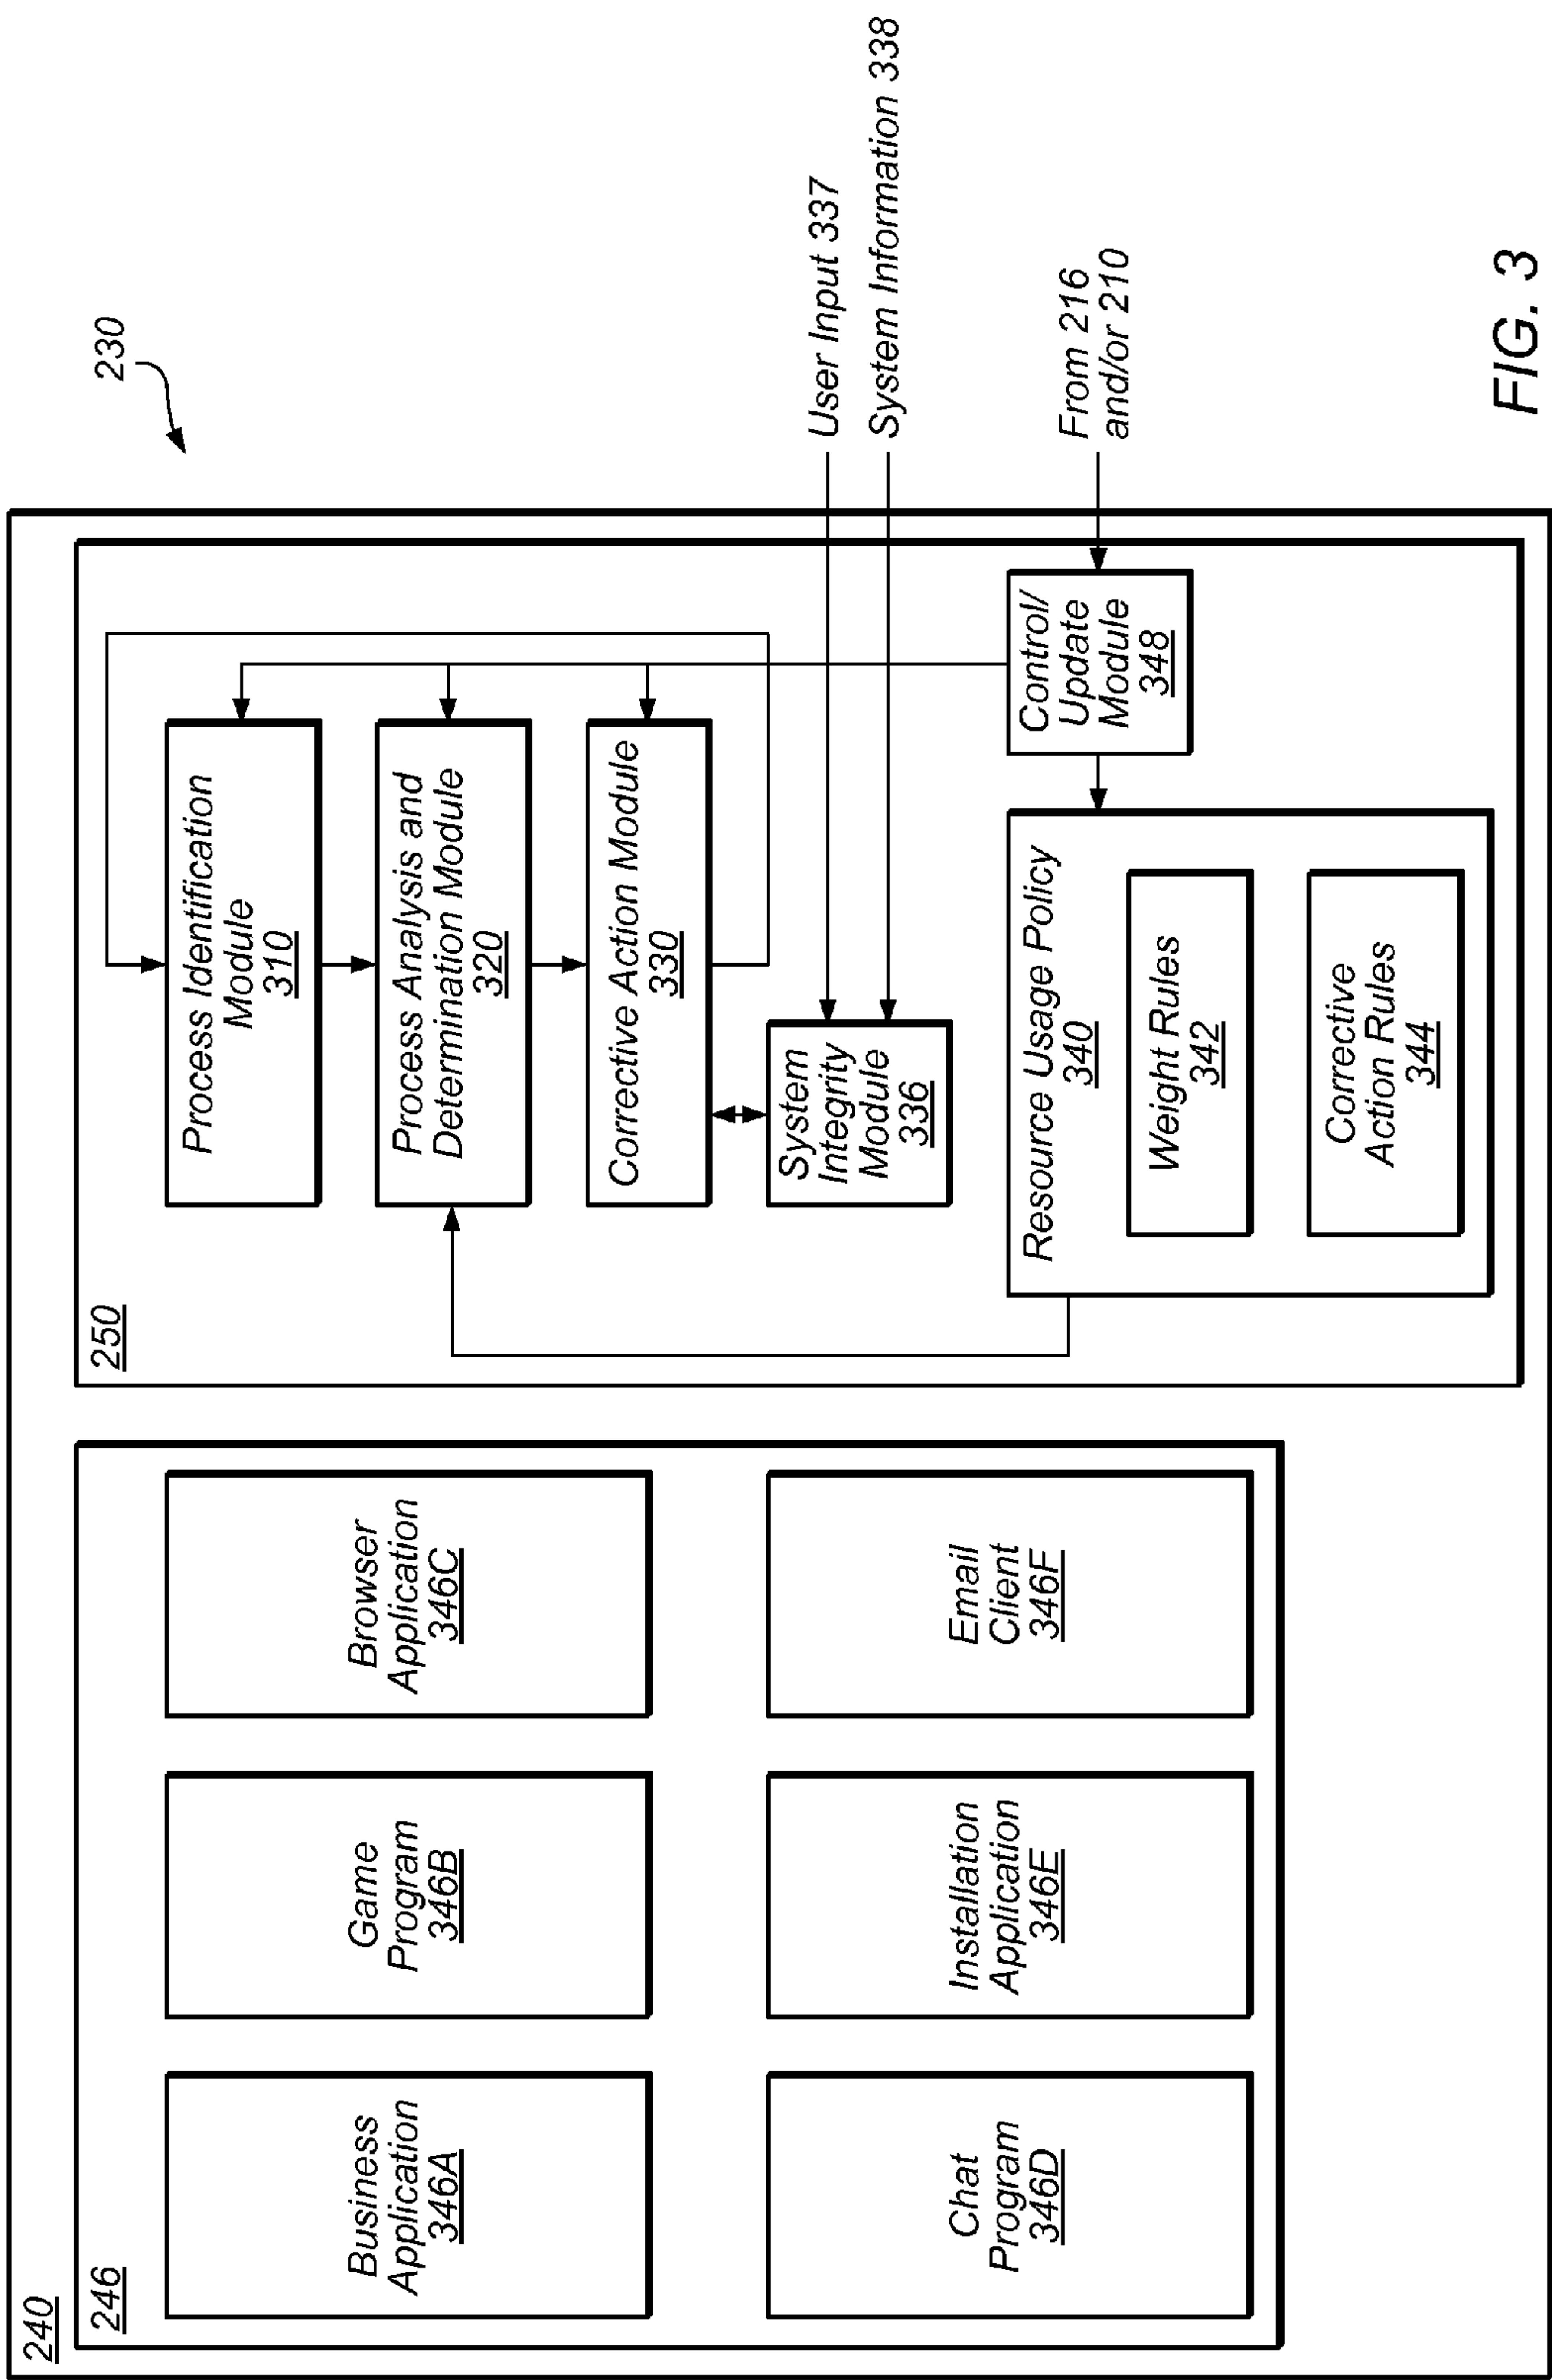 230
240
246
Business
Application
346A
Game
Program
346B
Browser
Application
346C
Chat
Program
346D
Installation
Application
346E
Email
Client
346F
250
Process Identification
Module
310
Process Analysis and
Determination Module
320
Corrective Action Module
330
System
Integrity
Module
336
User Input 337
System Information 338
Resource Usage Policy
340
Weight Rules
342
Corrective
Action Rules
344
Control/
Update
Module
348
From 216
and/or 210
FIG. 3